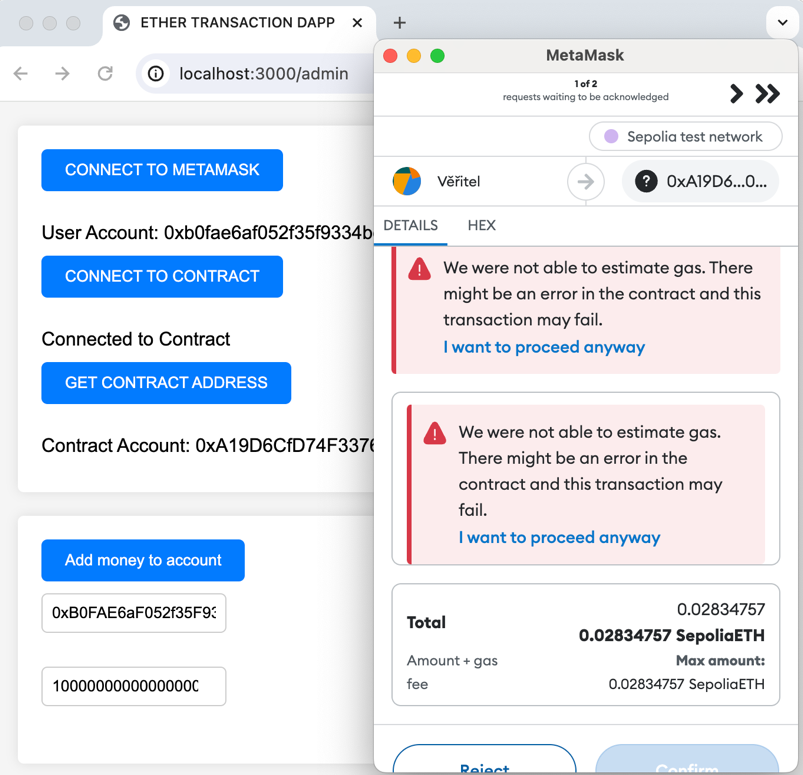 ETHER TRANSACTION DAPP
localhost:3000/admin
CONNECT TO METAMASK
User Account: 0xb0fae6af052f35f9334b
CONNECT TO CONTRACT
Connected to Contract
GET CONTRACT ADDRESS
Contract Account: 0xA19D6CfD74F3376
Add money to account
0xB0FAE6aF052f35F93
MetaMask
1 of 2
requests waiting to be acknowledged
Sepolia test network
Věřitel
0xA19D6...0...
DETAILS
HEX
We were not able to estimate gas. There
might be an error in the contract and this
transaction may fail.
I want to proceed anyway
We were not able to estimate gas.
There might be an error in the
contract and this transaction may
fail.
I want to proceed anyway
0.02834757
Total
0.02834757 SepoliaETH
Amount + gas
fee
Max amount:
0.02834757 SepoliaETH
Reject
Confirm